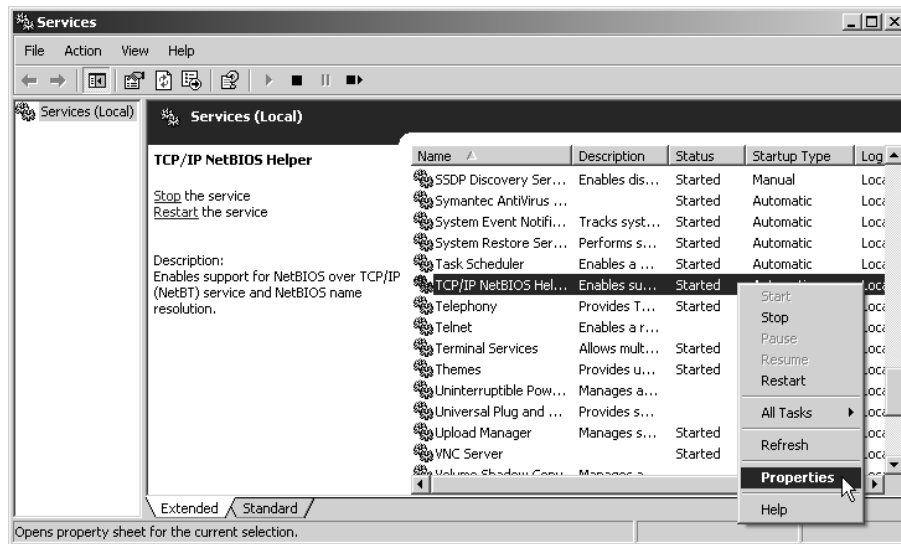 Services
File Action View Help
Services (Local)
Services (Local)
TCP/IP NetBIOS Helper
Stop the service
Restart the service
Description:
Enables support for NetBIOS over TCP/IP
(NetBT) service and NetBIOS name
resolution.
Name Description Status Startup Type Log
SSDP Discovery Ser... Enables dis... Started Manual Loca
Symantec AntiVirus ... Started Automatic Loca
System Event Notifi... Tracks syst... Started Automatic Loca
System Restore Ser... Performs s... Started Automatic Loca
Task Scheduler Enables a ... Started Automatic Loca
TCP/IP NetBIOS Hel... Enables su... Started
Telephony Provides T... Started
Telnet Enables a r...
Terminal Services Allows mult... Started
Themes Provides u... Started
Uninterruptible Pow... Manages a...
Universal Plug and ... Provides s...
Upload Manager Manages s... Started
VNC Server Started
Start
Stop
Pause
Resume
Restart
All Tasks
Refresh
Properties
Help
Extended Standard
Opens property sheet for the current selection.